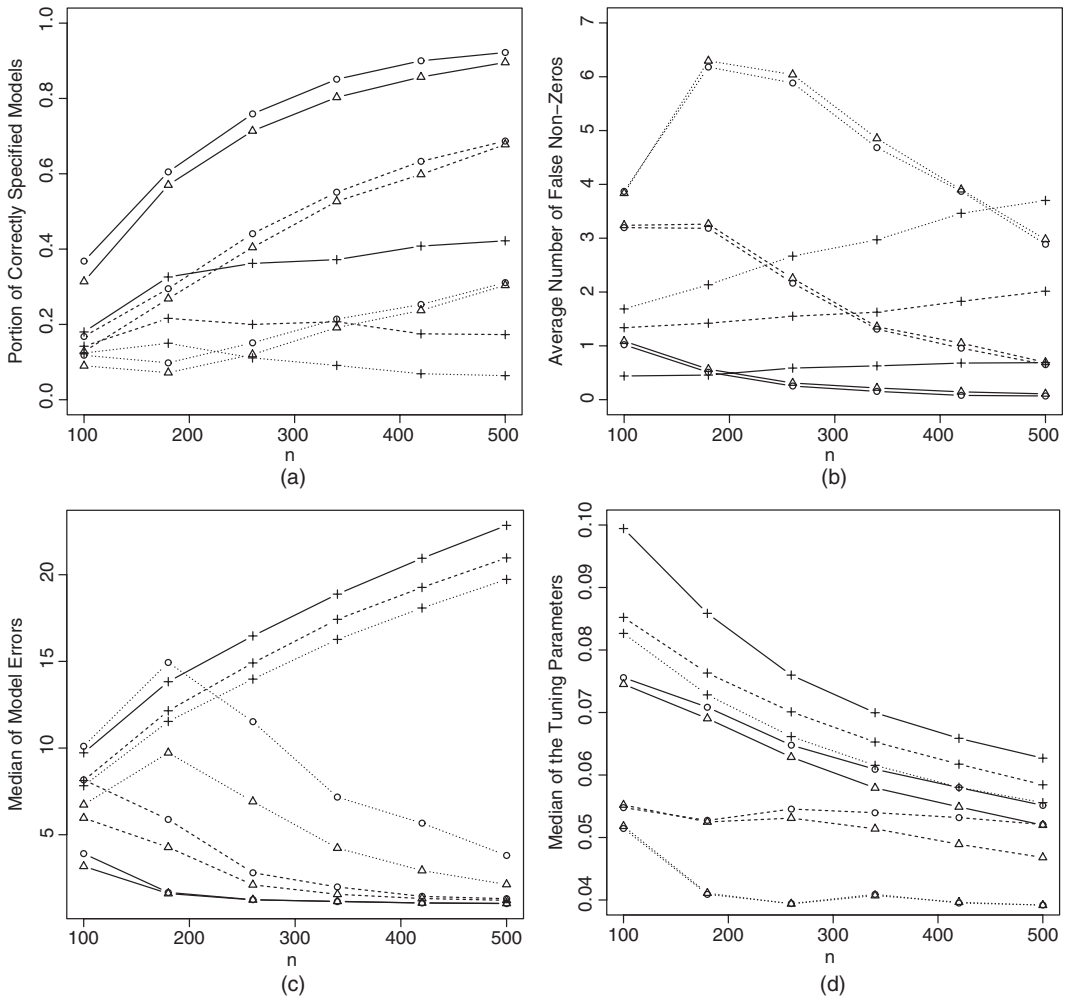 Portion of Correctly Specified Models
1.0
0.8
0.6
0.4
0.2
0.0
100 200 300 400 500
n
(a)
Average Number of False Non−Zeros
7
6
5
4
3
2
1
0
100 200 300 400 500
n
(b)
Median of Model Errors
20
15
10
5
100 200 300 400 500
n
(c)
Median of the Tuning Parameters
0.10
0.09
0.08
0.07
0.06
0.05
0.04
100 200 300 400 500
n
(d)